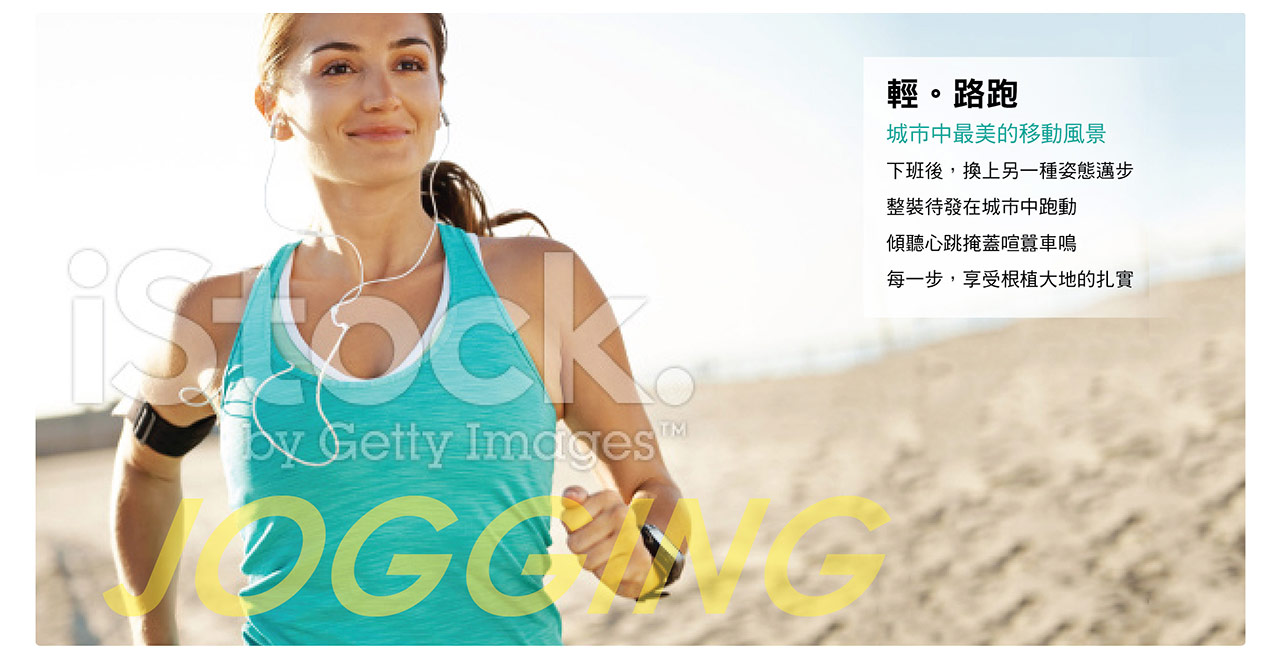 輕。路跑
城市中最美的移動風景
下班後，換上另一種姿態邁步
整裝待發在城市中跑動
傾聽心跳掩蓋喧囂車鳴
每一步，享受根植大地的扎實
iStock.
by Getty Images™
JOGGING